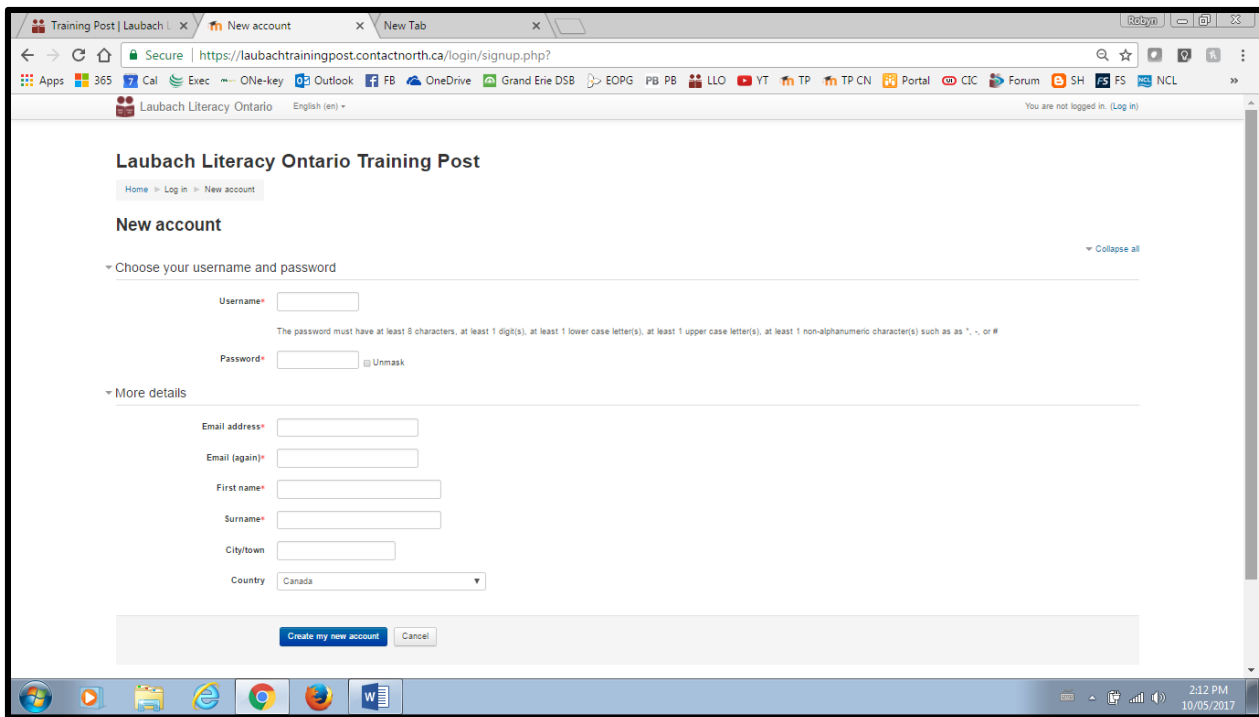 Training Post | Laubach L
New account
New Tab
Robyn
Secure | https://laubachtrainingpost.contactnorth.ca/login/signup.php?
Apps 365 7 Cal Exec ONe-key Outlook FB OneDrive Grand Erie DSB EOPG PB PB LLO YT TP TP CN Portal CIC Forum SH FS FS NCL NCL »
Laubach Literacy Ontario English (en) You are not logged in. (Log in)
Laubach Literacy Ontario Training Post
Home Log in New account
New account
Collapse all
Choose your username and password
Username*
The password must have at least 8 characters, at least 1 digit(s), at least 1 lower case letter(s), at least 1 upper case letter(s), at least 1 non-alphanumeric character(s) such as as *, -, or #
Password* Unmask
More details
Email address*
Email (again)*
First name*
Surname*
City/town
Country Canada
Create my new account Cancel
2:12 PM
10/05/2017